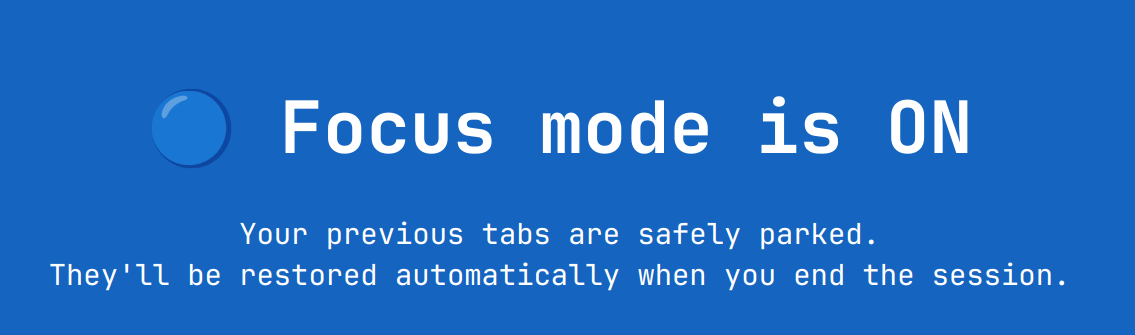 🔵 Focus mode is ON
Your previous tabs are safely parked.
They'll be restored automatically when you end the session.